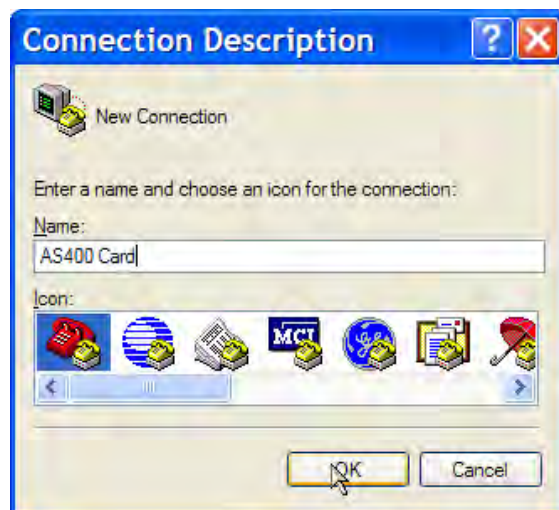 Connection Description
New Connection
Enter a name and choose an icon for the connection:
Name:
AS400 Card
Icon:
MCI
OK
Cancel